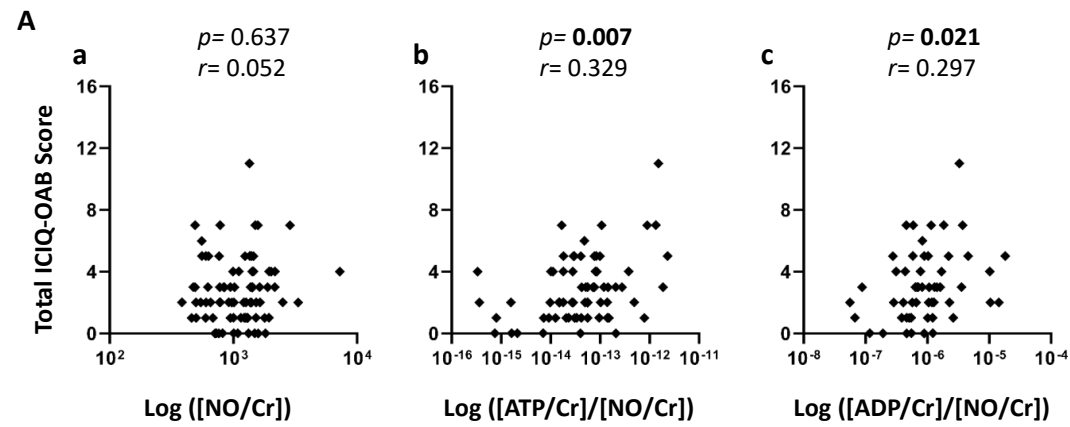 A
a
p= 0.637
r= 0.052
b
p= 0.007
r= 0.329
c
p= 0.021
r= 0.297
Total ICIQ-OAB Score
16
12
8
4
0
10² 10³ 10⁴
Log ([NO/Cr])
16
12
8
4
0
10⁻¹⁶ 10⁻¹⁵ 10⁻¹⁴ 10⁻¹³ 10⁻¹² 10⁻¹¹
Log ([ATP/Cr]/[NO/Cr])
16
12
8
4
0
10⁻⁸ 10⁻⁷ 10⁻⁶ 10⁻⁵ 10⁻⁴
Log ([ADP/Cr]/[NO/Cr])